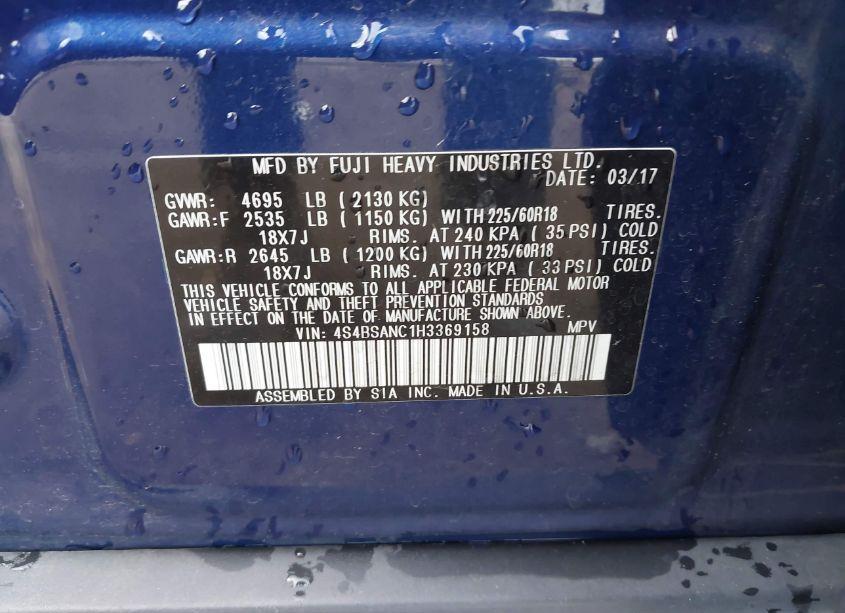 MFD BY FUJI HEAVY INDUSTRIES LTD.
DATE: 03/17
GVWR: 4695 LB ( 2130 KG)
GAWR:F 2535 LB ( 1150 KG) WITH 225/60R18 TIRES.
18X7J RIMS. AT 240 KPA ( 35 PSI) COLD
GAWR:R 2645 LB ( 1200 KG) WITH 225/60R18 TIRES.
18X7J RIMS. AT 230 KPA ( 33 PSI) COLD
THIS VEHICLE CONFORMS TO ALL APPLICABLE FEDERAL MOTOR
VEHICLE SAFETY AND THEFT PREVENTION STANDARDS
IN EFFECT ON THE DATE OF MANUFACTURE SHOWN ABOVE.
VIN: 4S4BSANC1H3369158 MPV
ASSEMBLED BY SIA INC. MADE IN U.S.A.